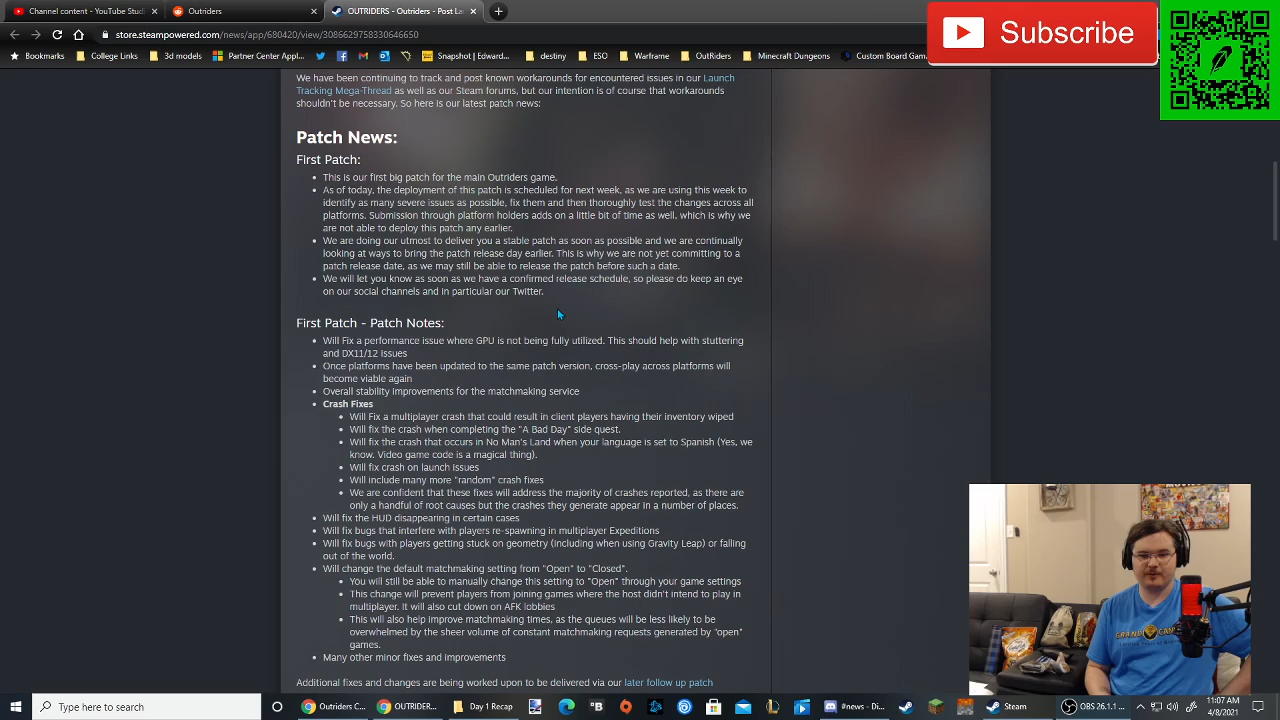 Channel content - YouTube Stud
Outriders
OUTRIDERS - Outriders - Post La
Subscribe
store.steampowered.com/news/app/680420/view/3086629758330646650
Bookmarks
College Links
3d models
Partner Center App...
Snapshot | Edward...
destiny
ESO
Warframe
OutRiders
Minecraft Dungeons
Custom Board Gam
We have been continuing to track and post known workarounds for encountered issues in our Launch
Tracking Mega-Thread as well as our Steam forums, but our intention is of course that workarounds
shouldn't be necessary. So here is our latest patch news:
Patch News:
First Patch:
• This is our first big patch for the main Outriders game.
• As of today, the deployment of this patch is scheduled for next week, as we are using this week to
identify as many severe issues as possible, fix them and then thoroughly test the changes across all
platforms. Submission through platform holders adds on a little bit of time as well, which is why we
are not able to deploy this patch any earlier.
• We are doing our utmost to deliver you a stable patch as soon as possible and we are continually
looking at ways to bring the patch release day earlier. This is why we are not yet committing to a
patch release date, as we may still be able to release the patch before such a date.
• We will let you know as soon as we have a confirmed release schedule, so please do keep an eye
on our social channels and in particular our Twitter.
First Patch - Patch Notes:
• Will Fix a performance issue where GPU is not being fully utilized. This should help with stuttering
and DX11/12 Issues
• Once platforms have been updated to the same patch version, cross-play across platforms will
become viable again
• Overall stability Improvements for the matchmaking service
• Crash Fixes
• Will Fix a multiplayer crash that could result in client players having their inventory wiped
• Will fix the crash when completing the "A Bad Day" side quest.
• Will fix the crash that occurs in No Man's Land when your language is set to Spanish (Yes, we
know. Video game code is a magical thing).
• Will fix crash on launch issues
• Will include many more "random" crash fixes
• We are confident that these fixes will address the majority of crashes reported, as there are
only a handful of root causes but the crashes they generate appear in a number of places.
• Will fix the HUD disappearing in certain cases
• Will fix bugs that interfere with players re-spawning in multiplayer Expeditions
• Will fix bugs with players getting stuck on geometry (including when using Gravity Leap) or falling
out of the world.
• Will change the default matchmaking setting from "Open" to "Closed".
• You will still be able to manually change this setting to "Open" through your game settings
• This change will prevent players from joining games where the host didn't intend to play in
multiplayer. It will also cut down on AFK lobbies
• This will also help improve matchmaking times, as the queues will be less likely to be
overwhelmed by the sheer volume of constant matchmaking requests generated by "open"
games.
• Many other minor fixes and improvements
Additional fixes and changes are being worked upon to be delivered via our later follow up patch
Type here to search
Outriders C...
OUTRIDER...
Day 1 Recap
#news - Di...
Steam
OBS 26.1.1 ...
11:07 AM
4/8/2021